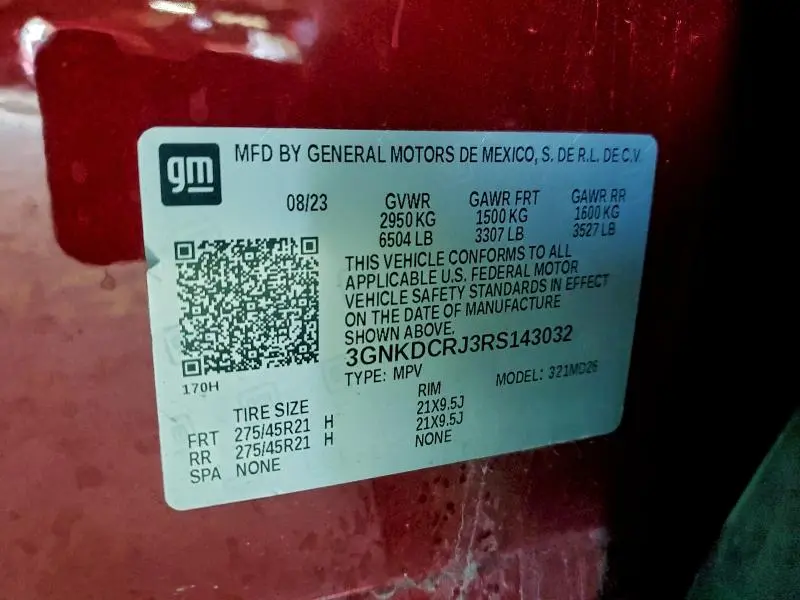 gm
MFD BY GENERAL MOTORS DE MEXICO, S. DE R.L. DE C.V.
08/23 GVWR GAWR FRT GAWR RR
2950 KG 1500 KG 1600 KG
6504 LB 3307 LB 3527 LB
THIS VEHICLE CONFORMS TO ALL
APPLICABLE U.S. FEDERAL MOTOR
VEHICLE SAFETY STANDARDS IN EFFECT
ON THE DATE OF MANUFACTURE
SHOWN ABOVE.
3GNKDCRJ3RS143032
170H
TYPE: MPV MODEL: 321MD26
TIRE SIZE RIM
FRT 275/45R21 H 21X9.5J
RR 275/45R21 H 21X9.5J
SPA NONE NONE